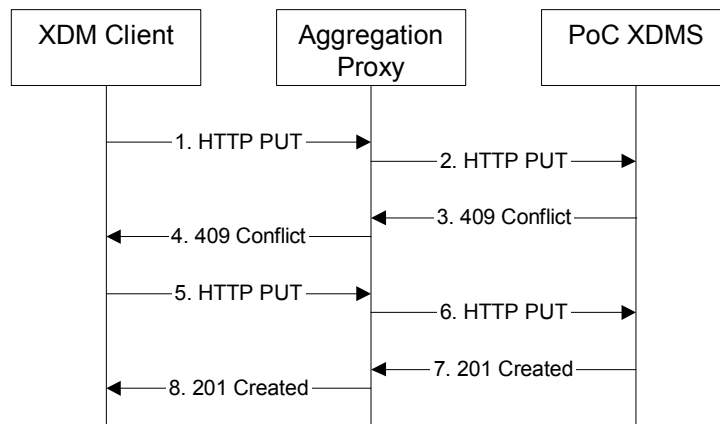 XDM Client
Aggregation
Proxy
PoC XDMS
1. HTTP PUT
2. HTTP PUT
3. 409 Conflict
4. 409 Conflict
5. HTTP PUT
6. HTTP PUT
7. 201 Created
8. 201 Created